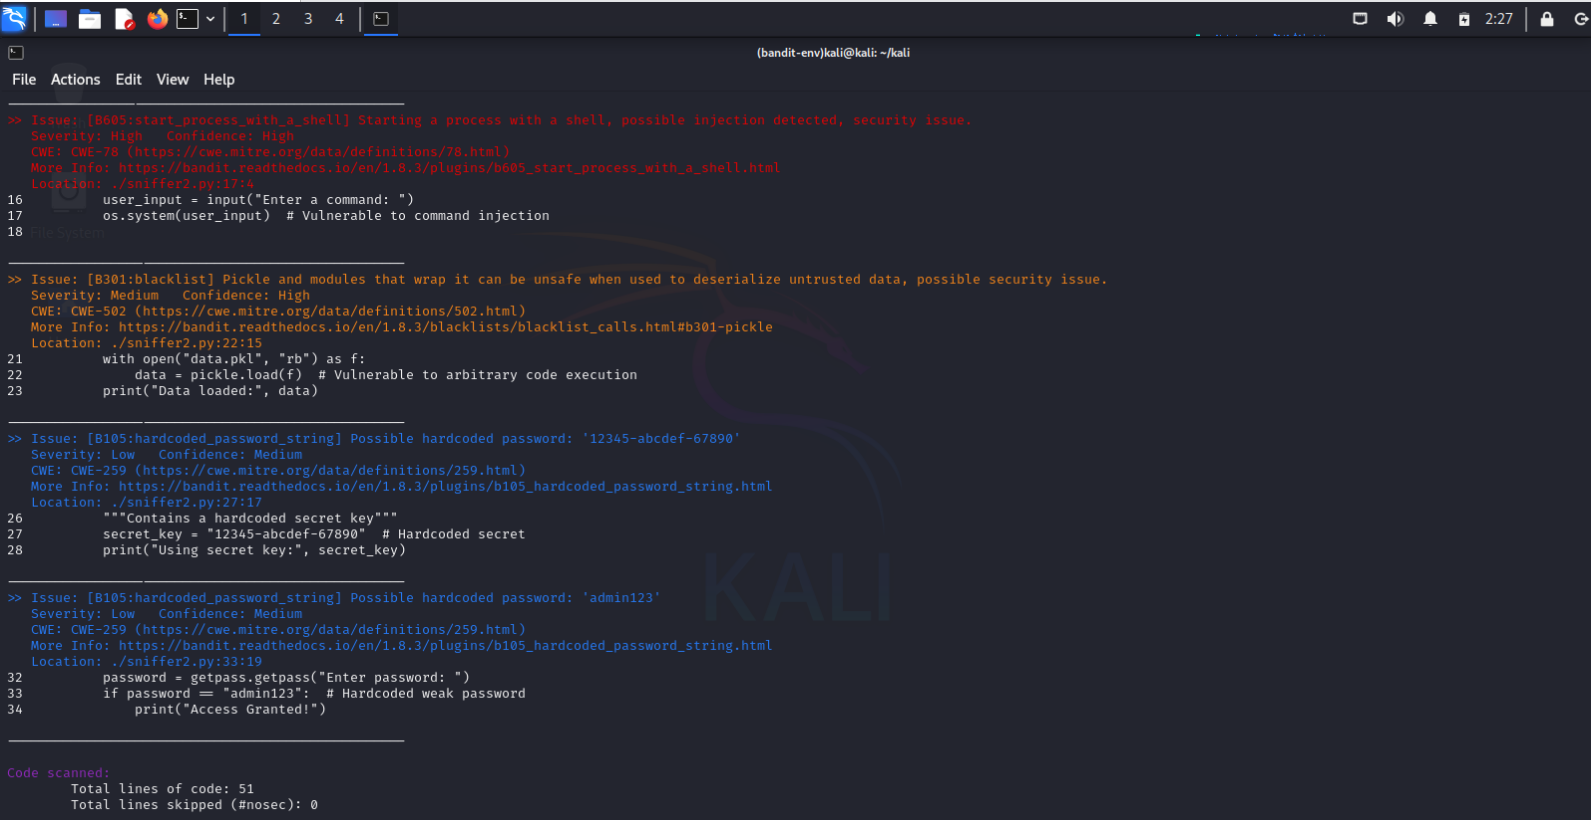 1 2 3 4 2:27
(bandit-env)kali@kali: ~/kali
File Actions Edit View Help
>> Issue: [B605:start_process_with_a_shell] Starting a process with a shell, possible injection detected, security issue.
Severity: High Confidence: High
CWE: CWE-78 (https://cwe.mitre.org/data/definitions/78.html)
More Info: https://bandit.readthedocs.io/en/1.8.3/plugins/b605_start_process_with_a_shell.html
Location: ./sniffer2.py:17:4
16 user_input = input("Enter a command: ")
17 os.system(user_input) # Vulnerable to command injection
18
File System
>> Issue: [B301:blacklist] Pickle and modules that wrap it can be unsafe when used to deserialize untrusted data, possible security issue.
Severity: Medium Confidence: High
CWE: CWE-502 (https://cwe.mitre.org/data/definitions/502.html)
More Info: https://bandit.readthedocs.io/en/1.8.3/blacklists/blacklist_calls.html#b301-pickle
Location: ./sniffer2.py:22:15
21 with open("data.pkl", "rb") as f:
22 data = pickle.load(f) # Vulnerable to arbitrary code execution
23 print("Data loaded:", data)
>> Issue: [B105:hardcoded_password_string] Possible hardcoded password: '12345-abcdef-67890'
Severity: Low Confidence: Medium
CWE: CWE-259 (https://cwe.mitre.org/data/definitions/259.html)
More Info: https://bandit.readthedocs.io/en/1.8.3/plugins/b105_hardcoded_password_string.html
Location: ./sniffer2.py:27:17
26 """Contains a hardcoded secret key"""
27 secret_key = "12345-abcdef-67890" # Hardcoded secret
28 print("Using secret key:", secret_key)
KALI
>> Issue: [B105:hardcoded_password_string] Possible hardcoded password: 'admin123'
Severity: Low Confidence: Medium
CWE: CWE-259 (https://cwe.mitre.org/data/definitions/259.html)
More Info: https://bandit.readthedocs.io/en/1.8.3/plugins/b105_hardcoded_password_string.html
Location: ./sniffer2.py:33:19
32 password = getpass.getpass("Enter password: ")
33 if password == "admin123": # Hardcoded weak password
34 print("Access Granted!")
Code scanned:
Total lines of code: 51
Total lines skipped (#nosec): 0